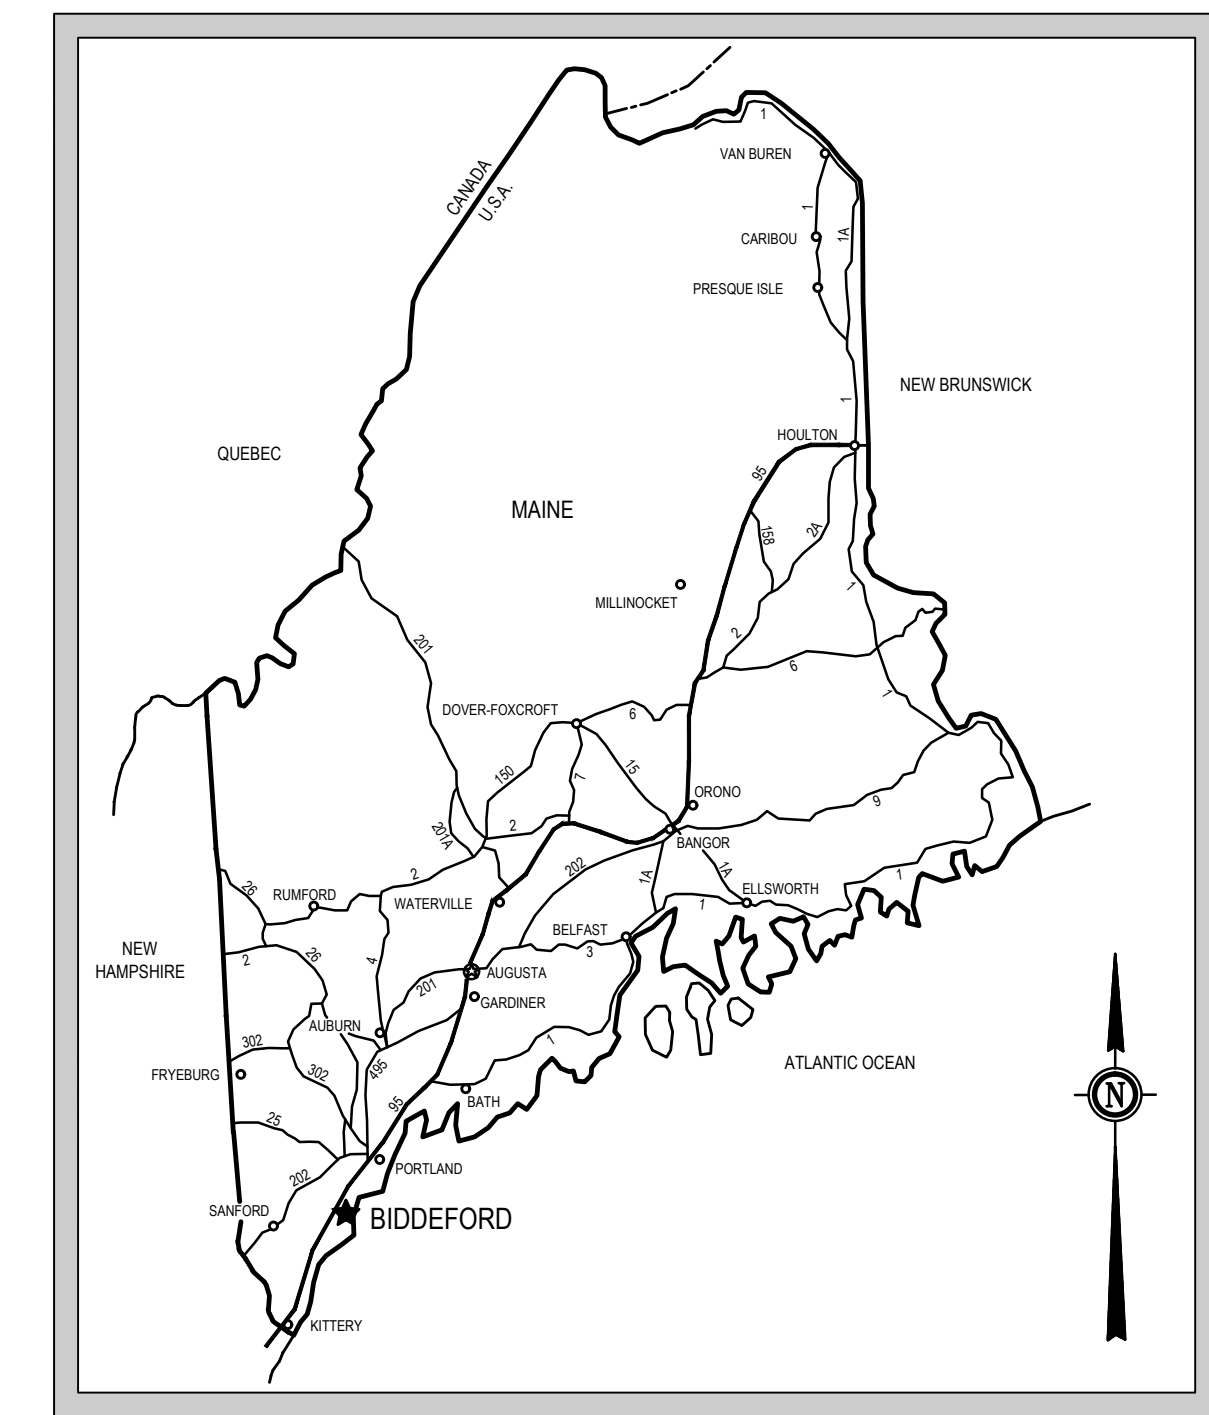 1
VAN BUREN
CANADA
U.S.A.
1
CARIBOU
1A
PRESQUE ISLE
NEW BRUNSWICK
1
HOULTON
QUEBEC
95
MAINE
158
2A
MILLINOCKET
1
2
201
6
1
DOVER-FOXCROFT
6
150
7
15
ORONO
9
201A
2
BANGOR
202
2
1A
1A
1
26
RUMFORD
ELLSWORTH
WATERVILLE
1
BELFAST
NEW
HAMPSHIRE
2
26
4
3
201
AUGUSTA
GARDINER
AUBURN
302
1
ATLANTIC OCEAN
FRYEBURG
302
495
95
BATH
N
25
PORTLAND
202
SANFORD
BIDDEFORD
KITTERY